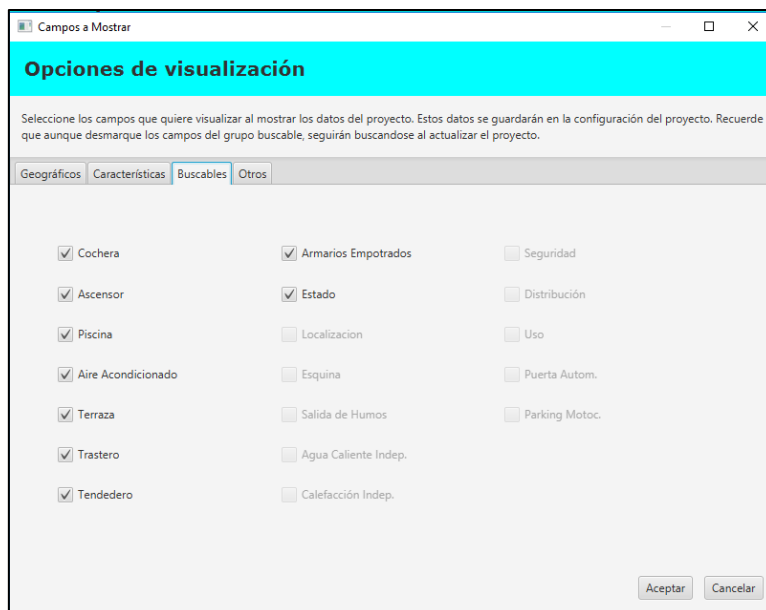 Campos a Mostrar
Opciones de visualización
Seleccione los campos que quiere visualizar al mostrar los datos del proyecto. Estos datos se guardarán en la configuración del proyecto. Recuerde
que aunque desmarque los campos del grupo buscable, seguirán buscandose al actualizar el proyecto.
Geográficos Características Buscables Otros
Cochera Armarios Empotrados Seguridad
Ascensor Estado Distribución
Piscina Localizacion Uso
Aire Acondicionado Esquina Puerta Autom.
Terraza Salida de Humos Parking Motoc.
Trastero Agua Caliente Indep.
Tendedero Calefacción Indep.
Aceptar Cancelar